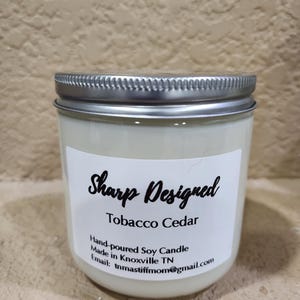 Sharp Designed
Tobacco Cedar
Hand-poured Soy Candle
Made in Knoxville TN
Email: tnmastiffmom@gmail.com